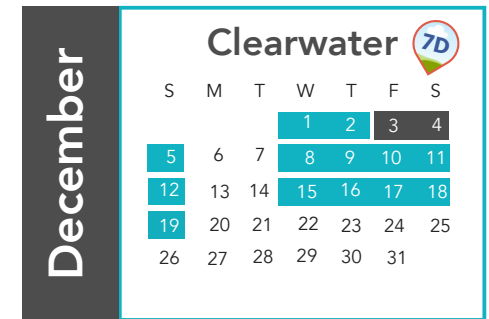 December
Clearwater 7D
S M T W T F S
1 2 3 4
5 6 7 8 9 10 11
12 13 14 15 16 17 18
19 20 21 22 23 24 25
26 27 28 29 30 31